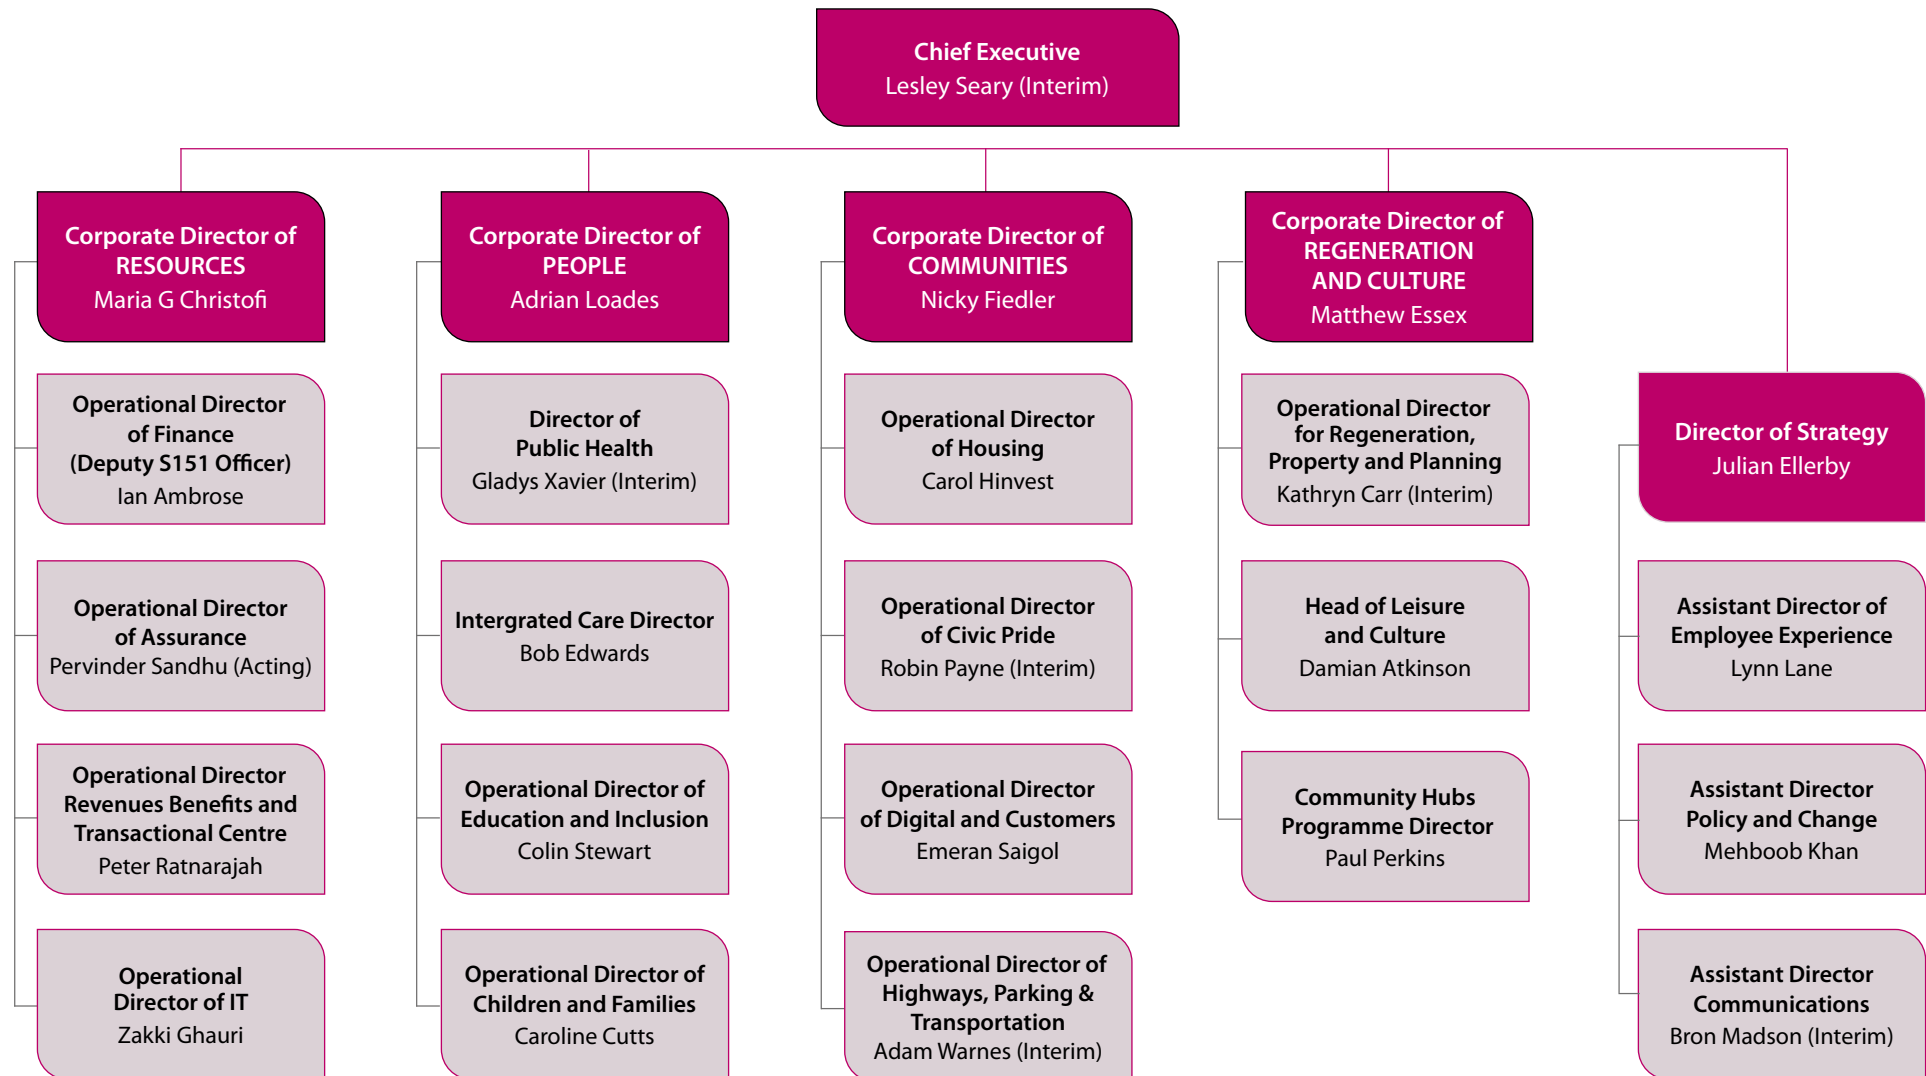 Chief Executive
Lesley Seary (Interim)
Corporate Director of
RESOURCES
Maria G Christofi
Operational Director
of Finance
(Deputy S151 Officer)
Ian Ambrose
Operational Director
of Assurance
Pervinder Sandhu (Acting)
Operational Director
Revenues Benefits and
Transactional Centre
Peter Ratnarajah
Operational
Director of IT
Zakki Ghauri
Corporate Director of
PEOPLE
Adrian Loades
Director of
Public Health
Gladys Xavier (Interim)
Intergrated Care Director
Bob Edwards
Operational Director of
Education and Inclusion
Colin Stewart
Operational Director of
Children and Families
Caroline Cutts
Corporate Director of
COMMUNITIES
Nicky Fiedler
Operational Director
of Housing
Carol Hinvest
Operational Director
of Civic Pride
Robin Payne (Interim)
Operational Director
of Digital and Customers
Emeran Saigol
Operational Director of
Highways, Parking &
Transportation
Adam Warnes (Interim)
Corporate Director of
REGENERATION
AND CULTURE
Matthew Essex
Operational Director
for Regeneration,
Property and Planning
Kathryn Carr (Interim)
Head of Leisure
and Culture
Damian Atkinson
Community Hubs
Programme Director
Paul Perkins
Director of Strategy
Julian Ellerby
Assistant Director of
Employee Experience
Lynn Lane
Assistant Director
Policy and Change
Mehboob Khan
Assistant Director
Communications
Bron Madson (Interim)